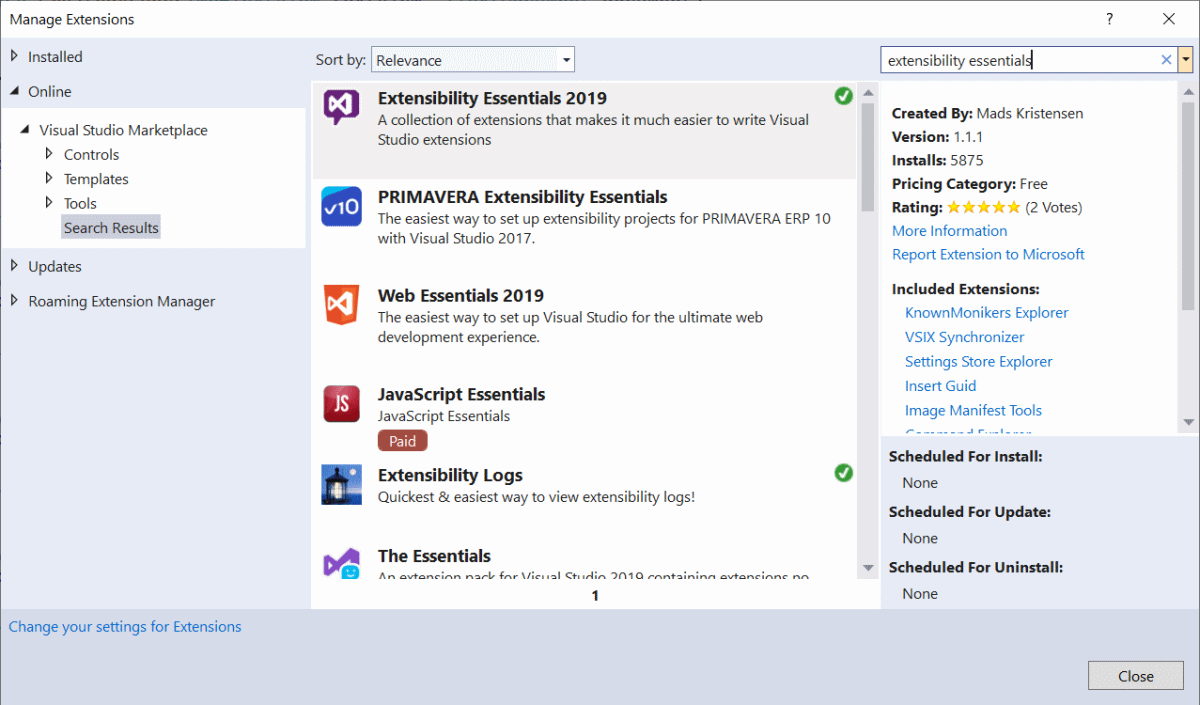 Manage Extensions
?
Installed
Online
Visual Studio Marketplace
Controls
Templates
Tools
Search Results
Updates
Roaming Extension Manager
Sort by: Relevance
extensibility essentials
Extensibility Essentials 2019
A collection of extensions that makes it much easier to write Visual
Studio extensions
v10
PRIMAVERA Extensibility Essentials
The easiest way to set up extensibility projects for PRIMAVERA ERP 10
with Visual Studio 2017.
Web Essentials 2019
The easiest way to set up Visual Studio for the ultimate web
development experience.
JS
JavaScript Essentials
JavaScript Essentials
Paid
Extensibility Logs
Quickest & easiest way to view extensibility logs!
The Essentials
An extension pack for Visual Studio 2019 containing extensions no
1
Created By: Mads Kristensen
Version: 1.1.1
Installs: 5875
Pricing Category: Free
Rating: (2 Votes)
More Information
Report Extension to Microsoft
Included Extensions:
KnownMonikers Explorer
VSIX Synchronizer
Settings Store Explorer
Insert Guid
Image Manifest Tools
Command Explorer
Scheduled For Install:
None
Scheduled For Update:
None
Scheduled For Uninstall:
None
Change your settings for Extensions
Close